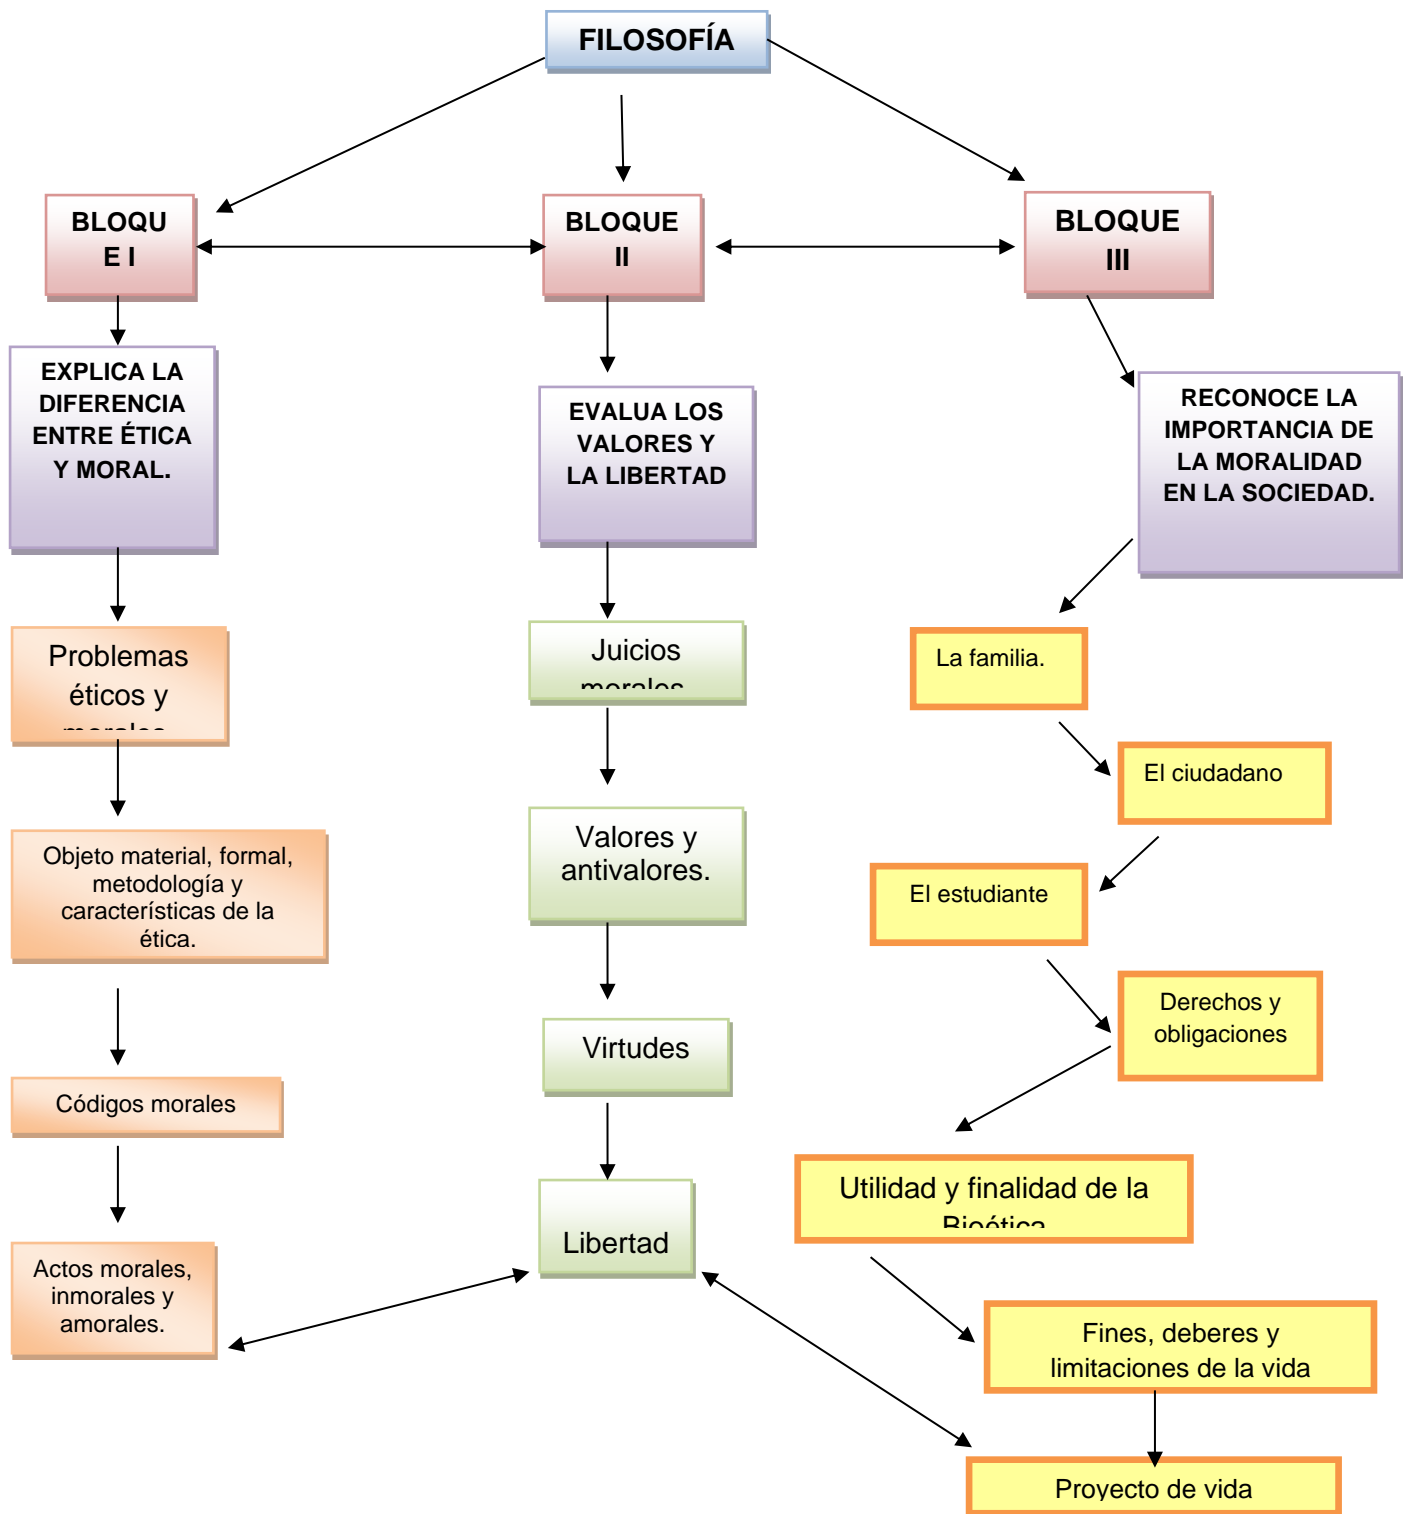 FILOSOFÍA
BLOQU
E I
BLOQUE
II
BLOQUE
III
EXPLICA LA
DIFERENCIA
ENTRE ÉTICA
Y MORAL.
EVALUA LOS
VALORES Y
LA LIBERTAD
RECONOCE LA
IMPORTANCIA DE
LA MORALIDAD
EN LA SOCIEDAD.
Problemas
éticos y
morales
Objeto material, formal,
metodología y
características de la
ética.
Códigos morales
Actos morales,
inmorales y
amorales.
Juicios
morales
Valores y
antivalores.
Virtudes
Libertad
La familia.
El ciudadano
El estudiante
Derechos y
obligaciones
Utilidad y finalidad de la
Bioética
Fines, deberes y
limitaciones de la vida
Proyecto de vida